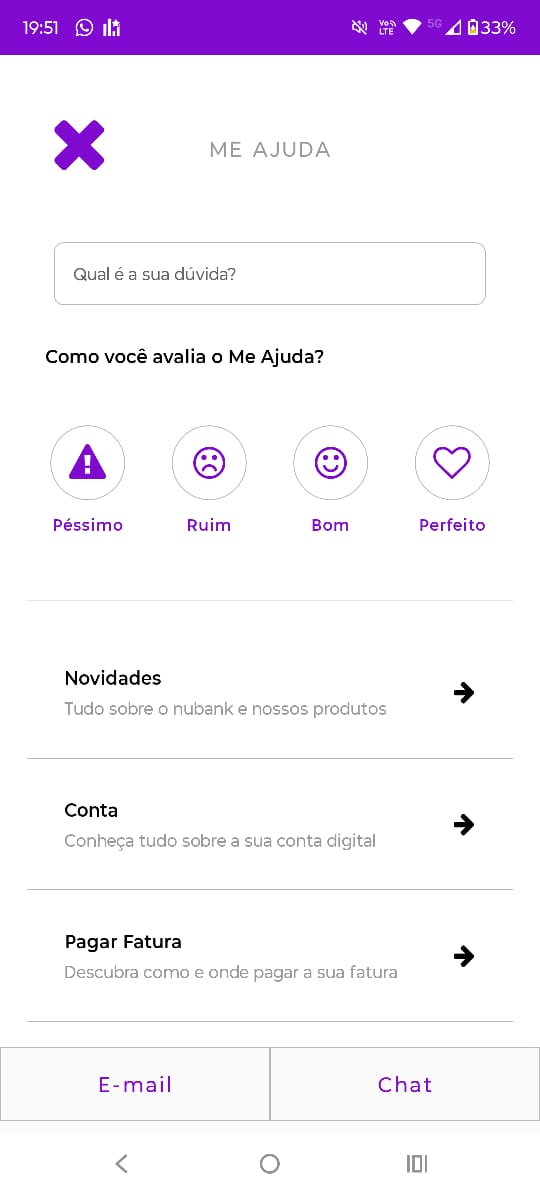 19:51 Vo LTE 5G 33%
ME AJUDA
Qual é a sua dúvida?
Como você avalia o Me Ajuda?
Péssimo Ruim Bom Perfeito
Novidades
Tudo sobre o nubank e nossos produtos
Conta
Conheça tudo sobre a sua conta digital
Pagar Fatura
Descubra como e onde pagar a sua fatura
E-mail Chat